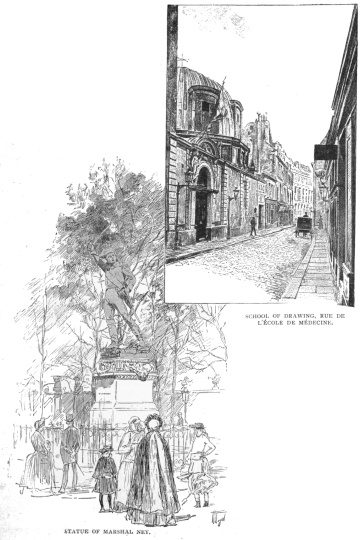 SCHOOL OF DRAWING, RUE DE
L'ÉCOLE DE MÉDECINE.
STATUE OF MARSHAL NEY.